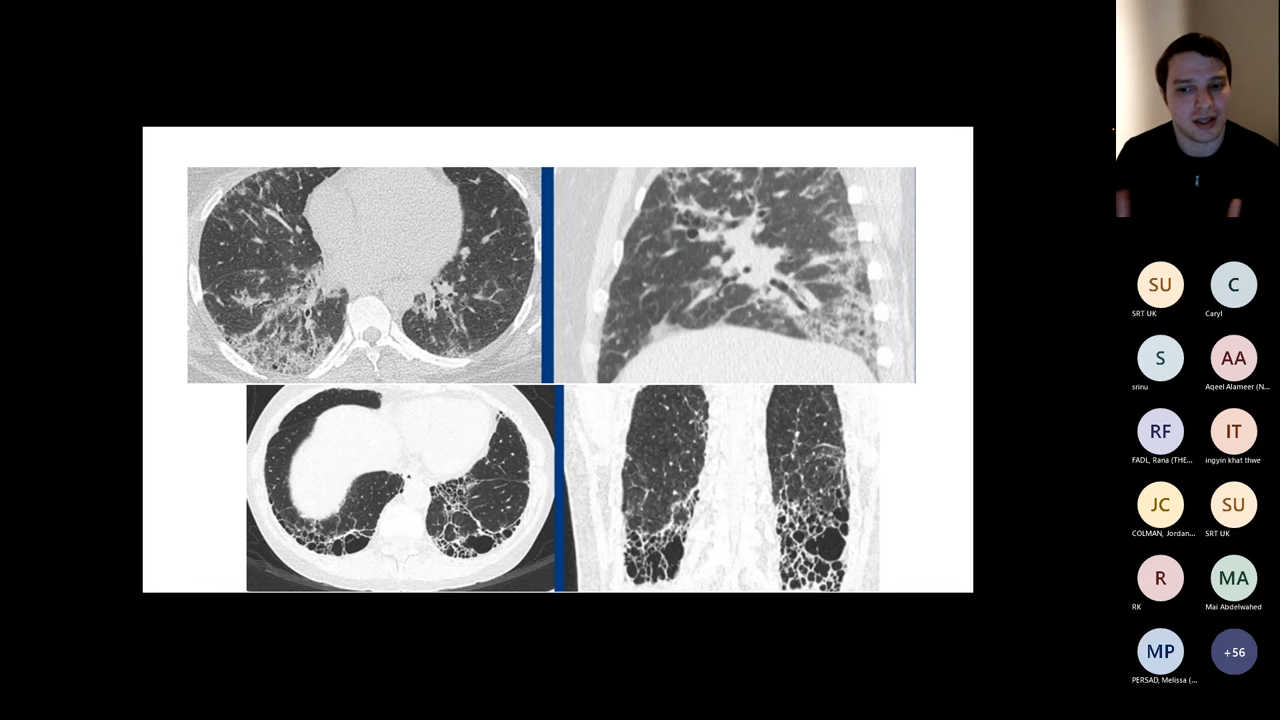 SU
C
SRT UK
Caryl
S
AA
srinu
Aqeel Alameer (N...
RF
IT
FADL, Rana (THE...
ingyin khat thwe
JC
SU
COLMAN, Jordan...
SRT UK
R
MA
RK
Mai Abdelwahed
MP
+56
PERSAD, Melissa (...